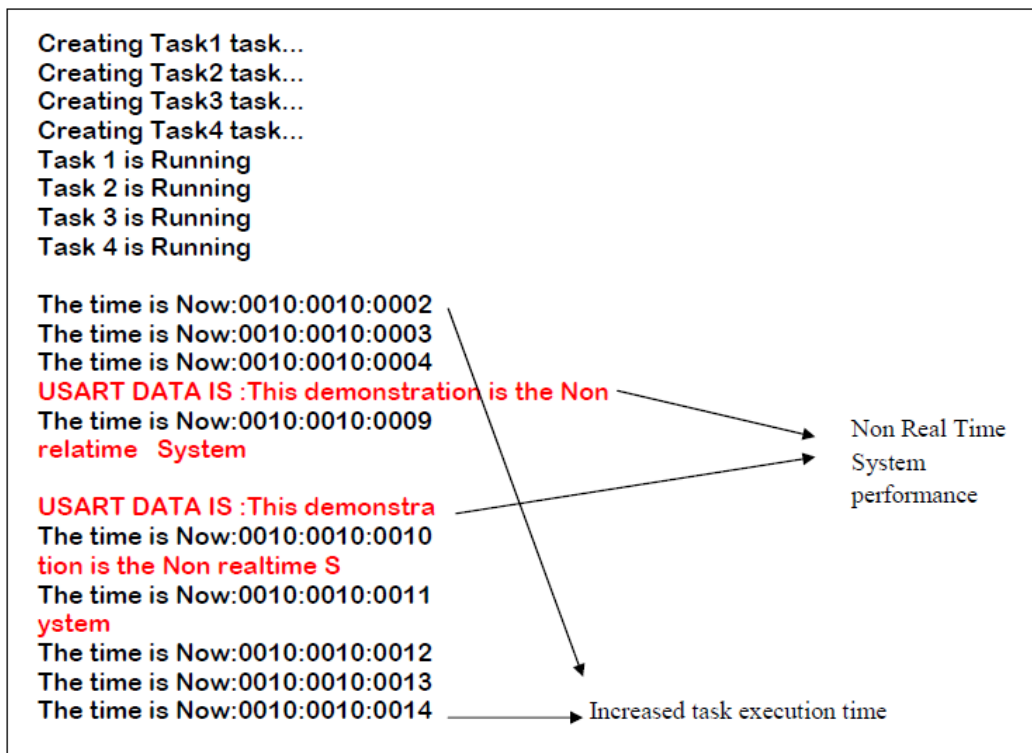 Creating Task1 task...
Creating Task2 task...
Creating Task3 task...
Creating Task4 task...
Task 1 is Running
Task 2 is Running
Task 3 is Running
Task 4 is Running
The time is Now:0010:0010:0002
The time is Now:0010:0010:0003
The time is Now:0010:0010:0004
USART DATA IS :This demonstration is the Non
The time is Now:0010:0010:0009
relatime System
USART DATA IS :This demonstra
The time is Now:0010:0010:0010
tion is the Non realtime S
The time is Now:0010:0010:0011
ystem
The time is Now:0010:0010:0012
The time is Now:0010:0010:0013
The time is Now:0010:0010:0014
Non Real Time
System
performance
Increased task execution time